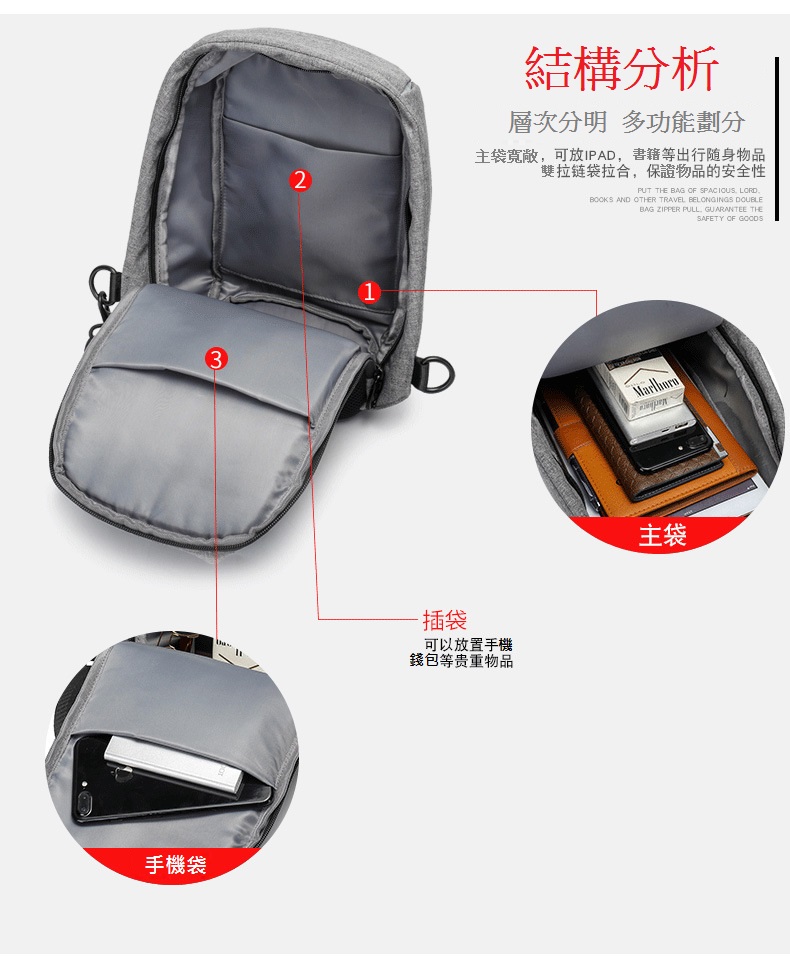 結構分析
層次分明 多功能劃分
主袋寬敞，可放IPAD，書籍等出行随身物品
雙拉链袋拉合，保證物品的安全性
PUT THE BAG OF SPACIOUS, LORD,
BOOKS AND OTHER TRAVEL BELONGINGS DOUBLE
BAG ZIPPER PULL, GUARANTEE THE
SAFETY OF GOODS
2
1
3
Marlboro
Marlboro
主袋
插袋
可以放置手機
錢包等贵重物品
手機袋